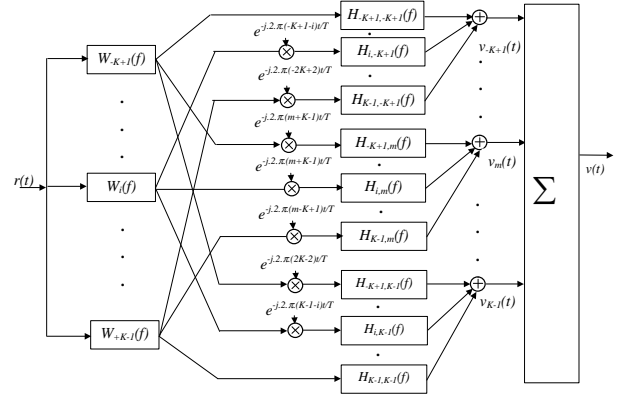 r(t)
W-K+1(f)
Wi(f)
W+K-1(f)
e-j.2.π.(-K+1-i)t/T
e-j.2.π.(-2K+2)t/T
e-j.2.π.(m+K-1)t/T
e-j.2.π.(m+K-1)t/T
e-j.2.π.(m-K+1)t/T
e-j.2.π.(2K-2)t/T
e-j.2.π.(K-1-i)t/T
H-K+1,-K+1(f)
Hi,-K+1(f)
HK-1,-K+1(f)
H-K+1,m(f)
Hi,m(f)
HK-1,m(f)
H-K+1,K-1(f)
Hi,K-1(f)
HK-1,K-1(f)
v-K+1(t)
vm(t)
vK-1(t)
Σ
v(t)